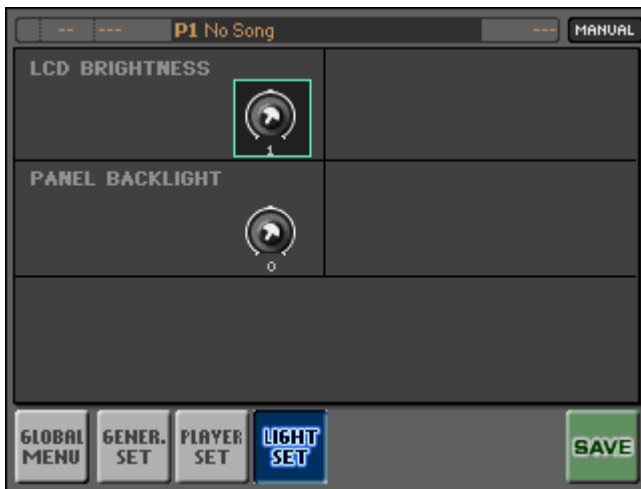 -- --- P1 No Song --- MANUAL
LCD BRIGHTNESS
1
PANEL BACKLIGHT
0
GLOBAL MENU
GENER. SET
PLAYER SET
LIGHT SET
SAVE